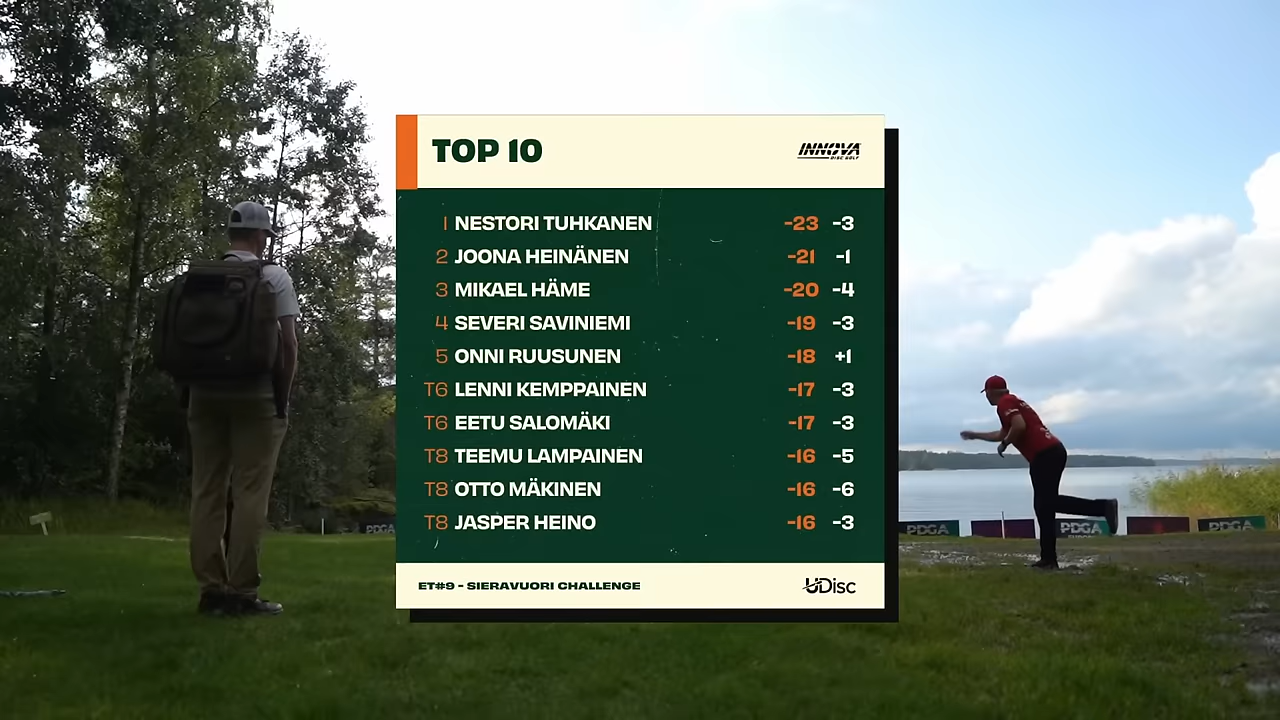 TOP 10
INNOVA
DISC GOLF
1 NESTORI TUHKANEN -23 -3
2 JOONA HEINÄNEN -21 -1
3 MIKAEL HÄME -20 -4
4 SEVERI SAVINIEMI -19 -3
5 ONNI RUUSUNEN -18 +1
T6 LENNI KEMPPAINEN -17 -3
T6 EETU SALOMÄKI -17 -3
T8 TEEMU LAMPAINEN -16 -5
T8 OTTO MÄKINEN -16 -6
T8 JASPER HEINO -16 -3
ET#9 - SIERAVUORI CHALLENGE
UDisc
PDGA
PDGA
PDGA
PDGA